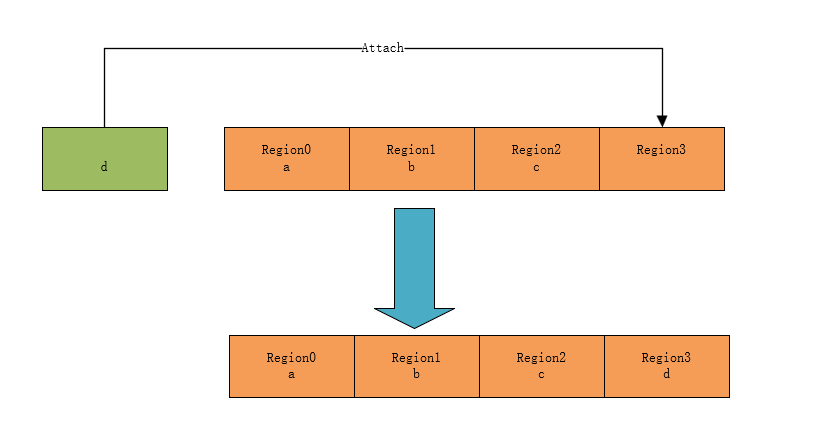 Attach
d
Region0
a
Region1
b
Region2
c
Region3
Region0
a
Region1
b
Region2
c
Region3
d